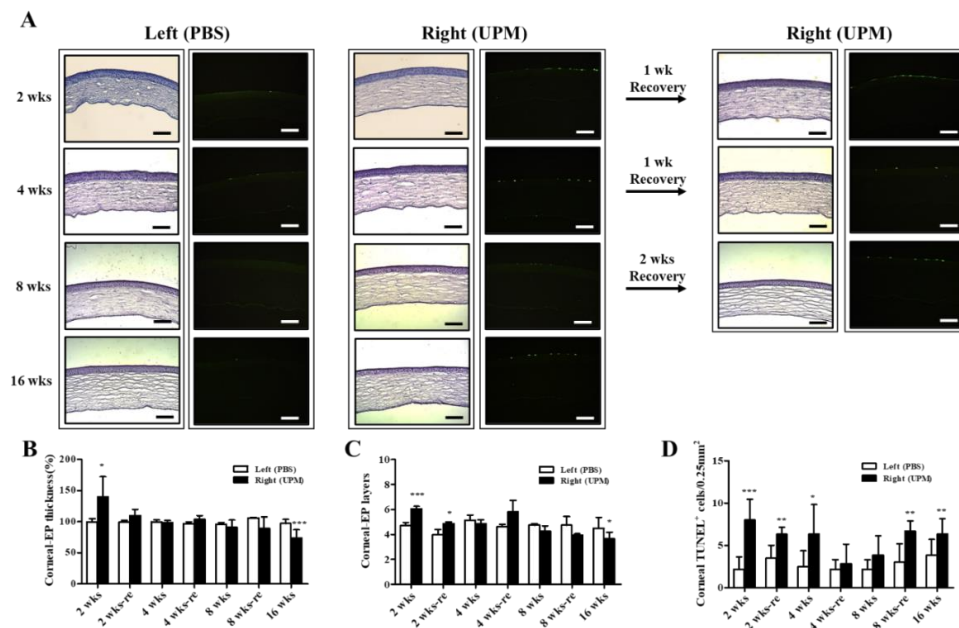 A
Left (PBS)
Right (UPM)
Right (UPM)
2 wks
1 wk
Recovery
4 wks
1 wk
Recovery
8 wks
2 wks
Recovery
16 wks
B
Corneal-EP thickness(%)
200
150
100
50
0
Left (PBS)
Right (UPM)
*
***
2 wks
2 wks-re
4 wks
4 wks-re
8 wks
8 wks-re
16 wks
C
Corneal-EP layers
10
8
6
4
2
0
Left (PBS)
Right (UPM)
***
*
*
2 wks
2 wks-re
4 wks
4 wks-re
8 wks
8 wks-re
16 wks
D
Corneal TUNEL+ cells/0.25mm²
15
10
5
0
Left (PBS)
Right (UPM)
***
**
*
**
**
2 wks
2 wks-re
4 wks
4 wks-re
8 wks
8 wks-re
16 wks